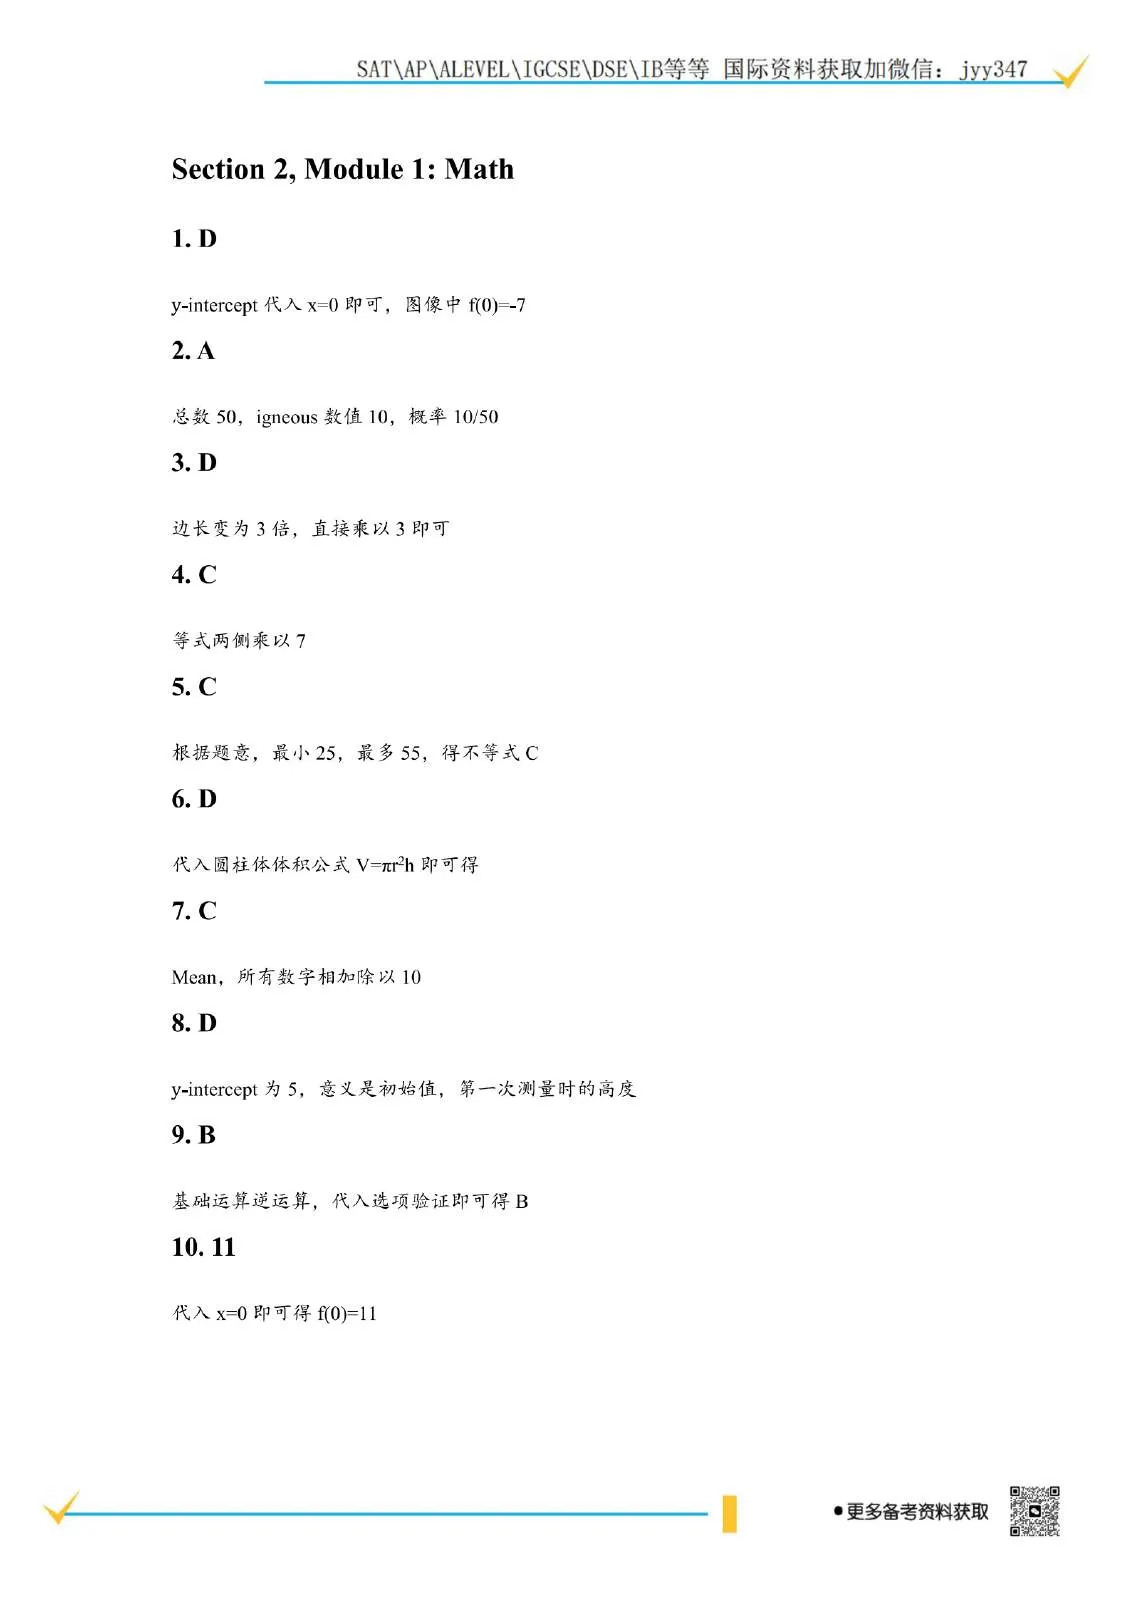 SAT\AP\ALEVEL\IGCSE\DSE\IB等等 国际资料获取加微信：jyy347
Section 2, Module 1: Math
1. D
y-intercept 代入 x=0 即可，图像中 f(0)=-7
2. A
总数 50，igneous 数值 10，概率 10/50
3. D
边长变为 3 倍，直接乘以 3 即可
4. C
等式两侧乘以 7
5. C
根据题意，最小 25，最多 55，得不等式 C
6. D
代入圆柱体体积公式 V=πr²h 即可得
7. C
Mean，所有数字相加除以 10
8. D
y-intercept 为 5，意义是初始值，第一次测量时的高度
9. B
基础运算逆运算，代入选项验证即可得 B
10. 11
代入 x=0 即可得 f(0)=11
•更多备考资料获取